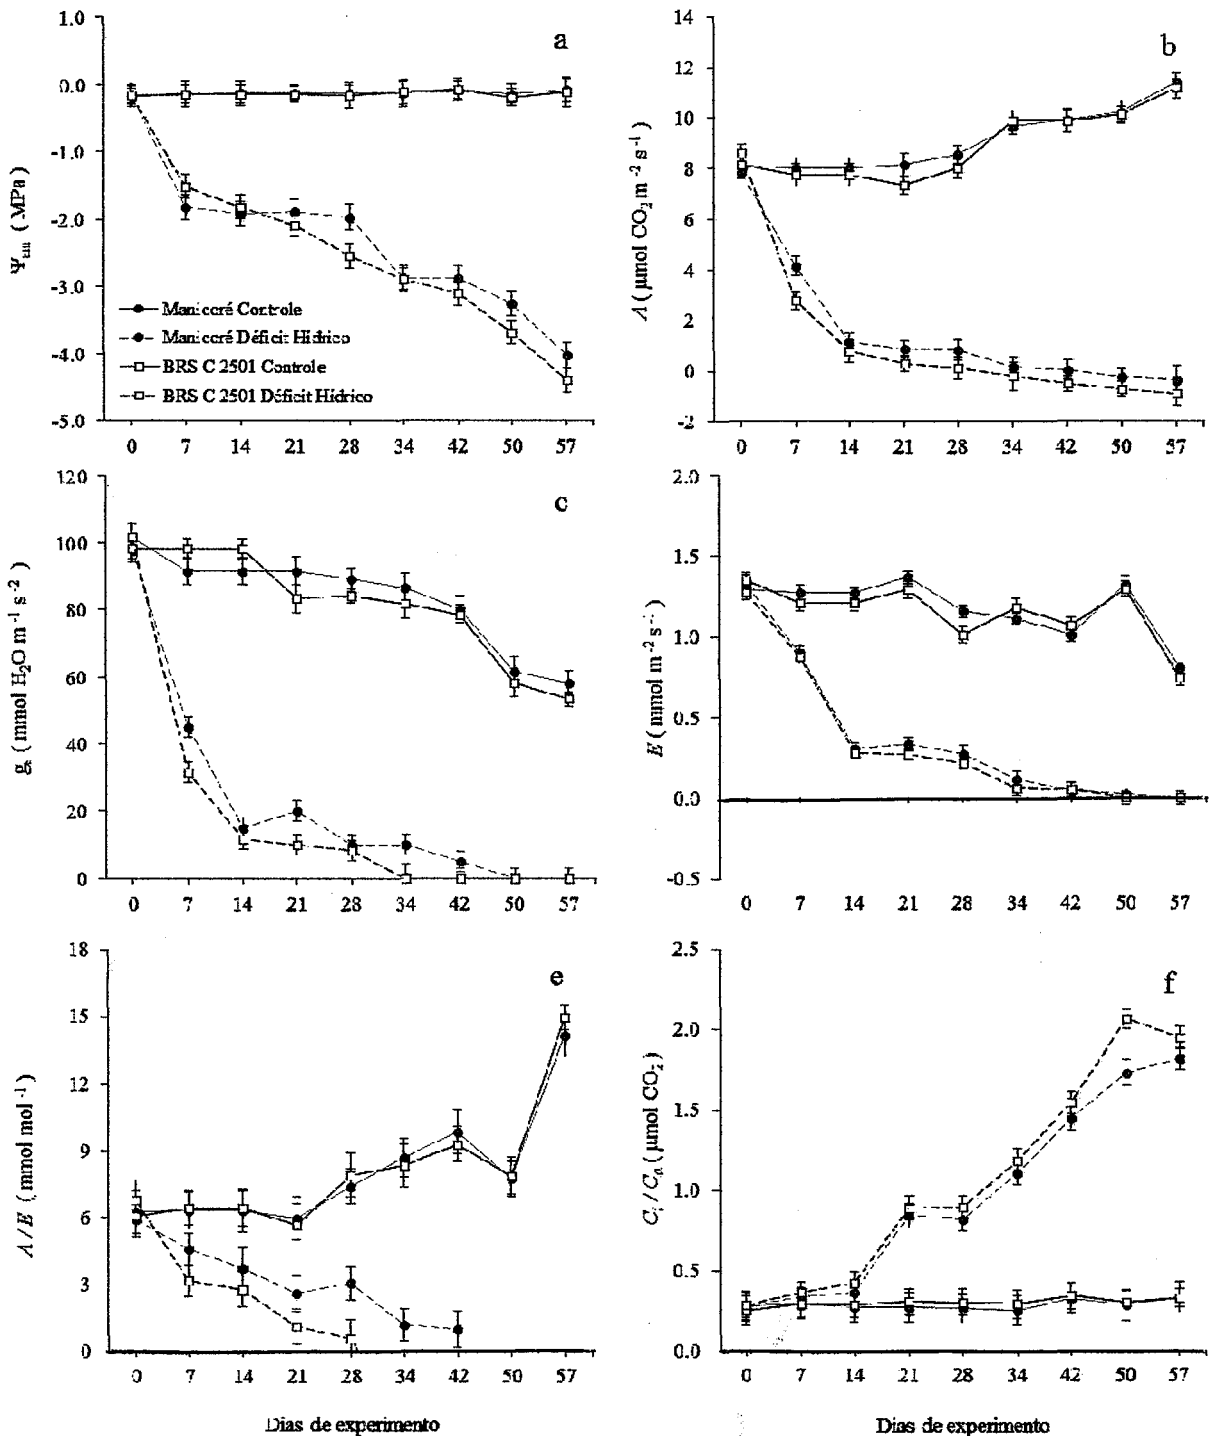 a
Ψam (MPa)
1.0
0.0
-1.0
-2.0
-3.0
-4.0
-5.0
Manicoré Controle
Manicoré Déficit Hídrico
BRS C 2501 Controle
BRS C 2501 Déficit Hídrico
0 7 14 21 28 34 42 50 57
b
A ( µmol CO2 m-2 s-1 )
14
12
10
8
6
4
2
0
-2
0 7 14 21 28 34 42 50 57
c
gs ( mmol H2O m-1 s-2 )
120
100
80
60
40
20
0
0 7 14 21 28 34 42 50 57
E ( mmol m-2 s-1 )
2.0
1.5
1.0
0.5
0.0
-0.5
0 7 14 21 28 34 42 50 57
e
A / E ( mmol mol -1 )
18
15
12
9
6
3
0
0 7 14 21 28 34 42 50 57
Dias de experimento
f
Ci / Ca ( µmol CO2 )
2.5
2.0
1.5
1.0
0.5
0.0
0 7 14 21 28 34 42 50 57
Dias de experimento